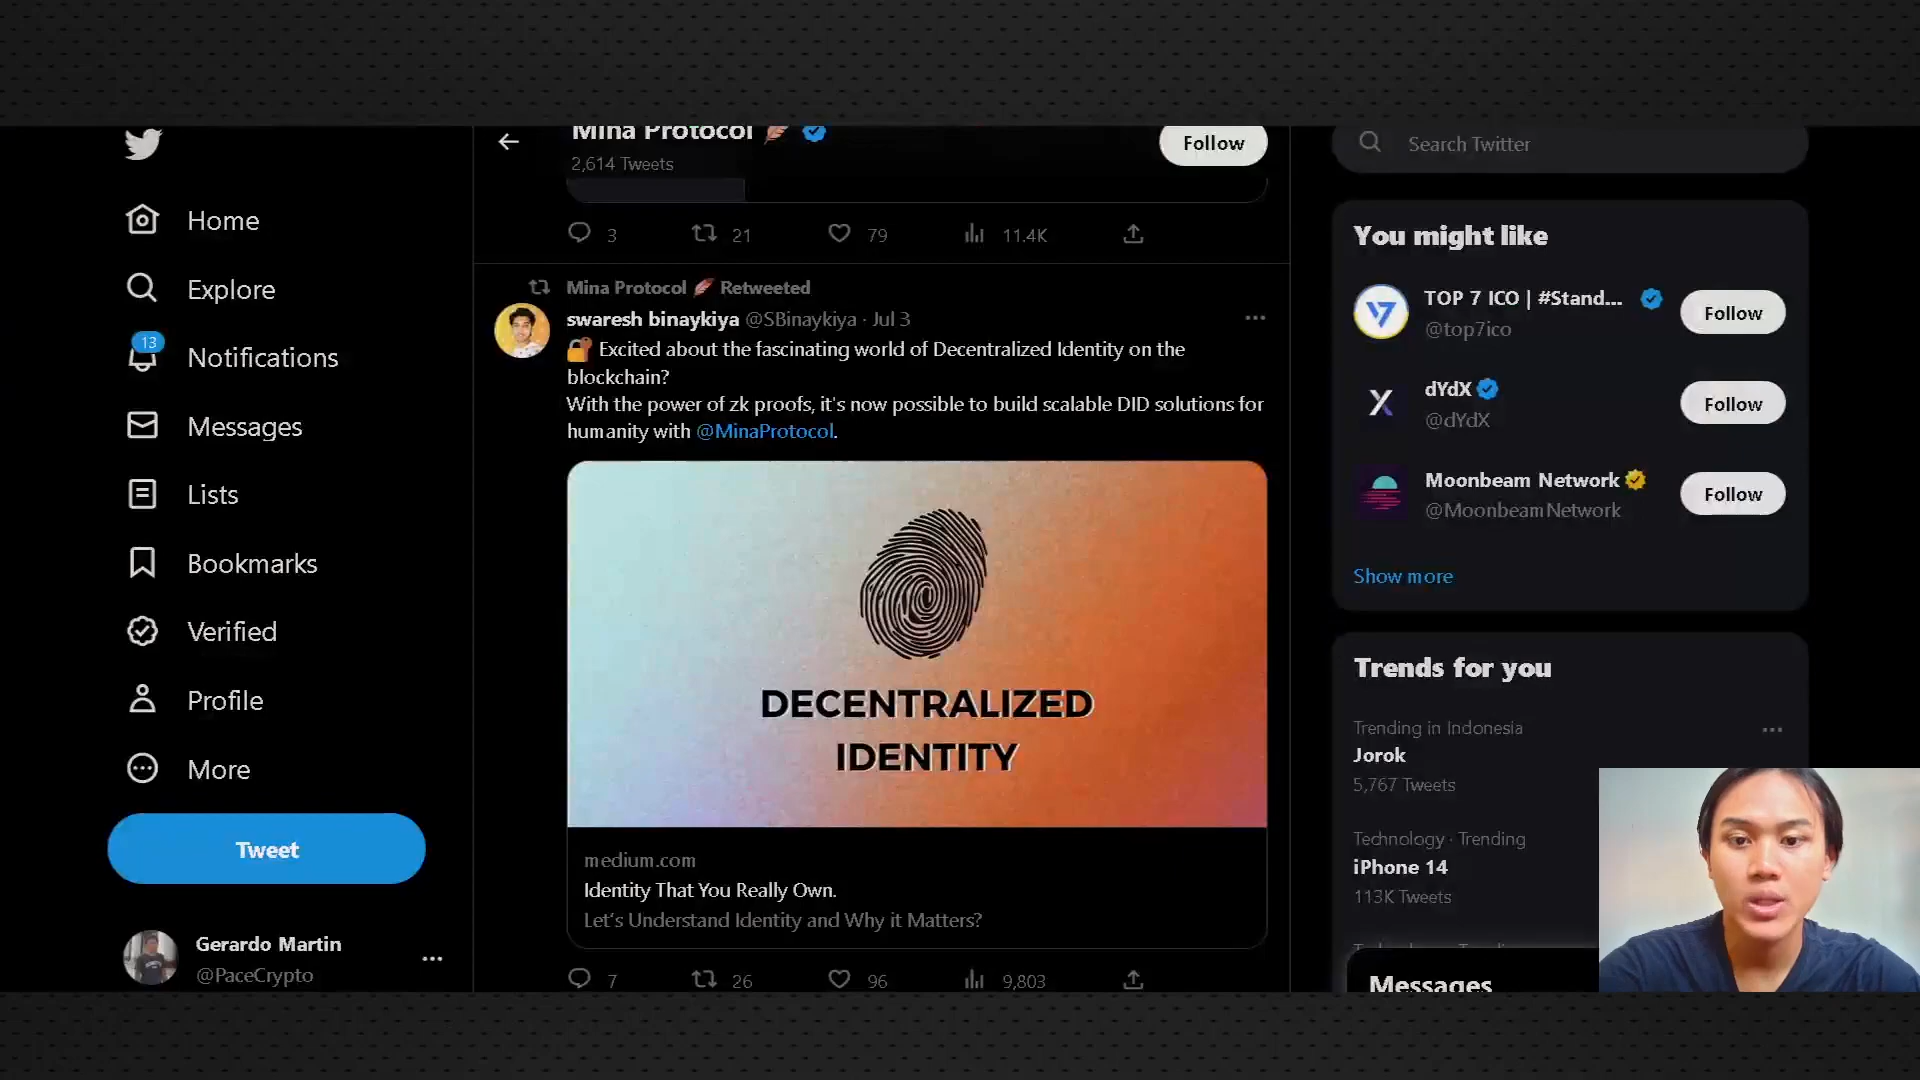 Home
Explore
13
Notifications
Messages
Lists
Bookmarks
Verified
Profile
More
Tweet
Gerardo Martin
@PaceCrypto
Mina Protocol
2,614 Tweets
Follow
3 21 79 11.4K
Mina Protocol Retweeted
swaresh binaykiya @SBinaykiya · Jul 3
Excited about the fascinating world of Decentralized Identity on the
blockchain?
With the power of zk proofs, it's now possible to build scalable DID solutions for
humanity with @MinaProtocol.
DECENTRALIZED
IDENTITY
medium.com
Identity That You Really Own.
Let's Understand Identity and Why it Matters?
7 26 96 9,803
Search Twitter
You might like
TOP 7 ICO | #Stand...
@top7ico
Follow
dYdX
@dYdX
Follow
Moonbeam Network
@MoonbeamNetwork
Follow
Show more
Trends for you
Trending in Indonesia
Jorok
5,767 Tweets
Technology · Trending
iPhone 14
113K Tweets
Messages